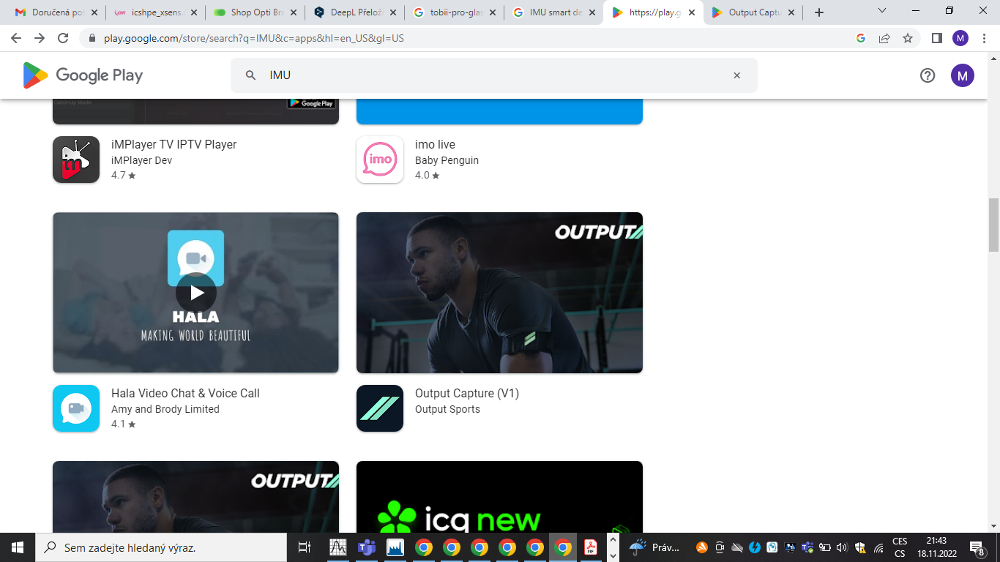 Doručená poš
icshpe_xsens.p
Shop Opti Bra
DeepL Přelož
tobii-pro-glas
IMU smart de
https://play.g
Output Captu
play.google.com/store/search?q=IMU&c=apps&hl=en_US&gl=US
M
Google Play
IMU
M
Catch-Up Mode
Google Play
iMPlayer TV IPTV Player
iMPlayer Dev
4.7
imo
imo live
Baby Penguin
4.0
HALA
MAKING WORLD BEAUTIFUL
OUTPUT
Hala Video Chat & Voice Call
Amy and Brody Limited
4.1
Output Capture (V1)
Output Sports
OUTPUT
icq new
Sem zadejte hledaný výraz.
Práv...
CES
CS
21:43
18.11.2022
8